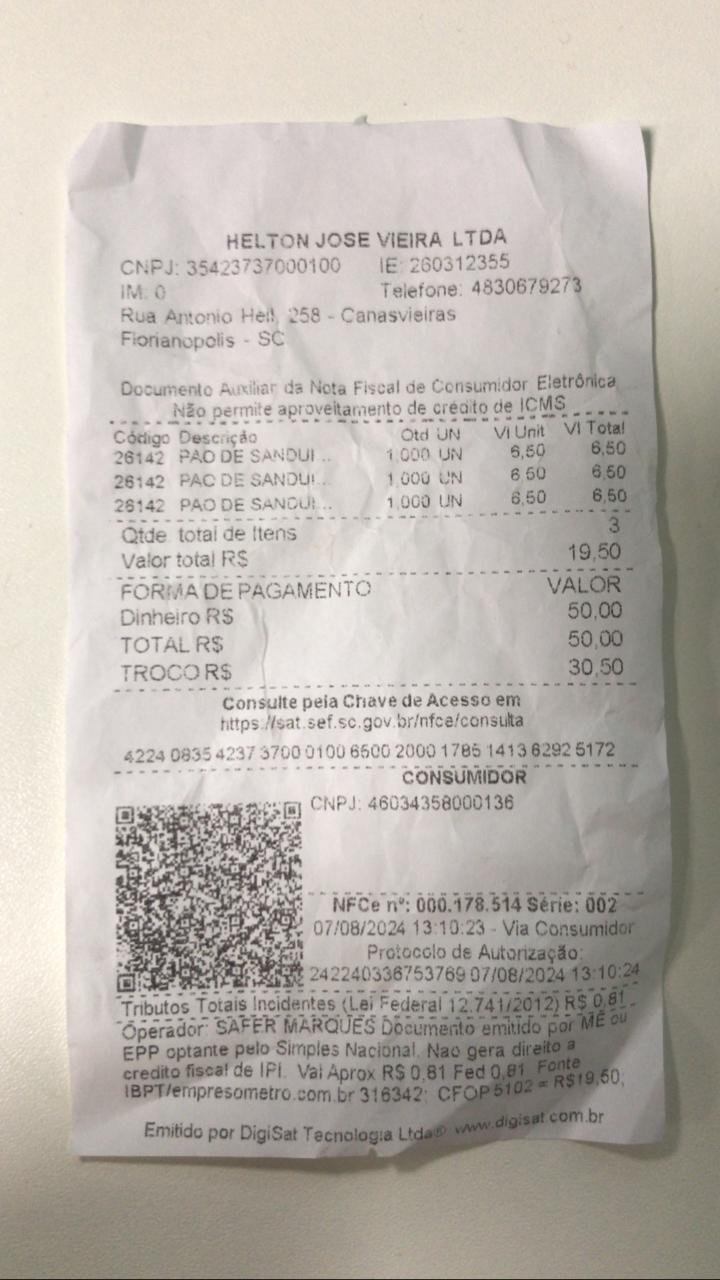 HELTON JOSE VIEIRA LTDA
CNPJ: 35423737000100 IE: 260312355
IM: 0 Telefone: 4830679273
Rua Antonio Heil, 258 - Canasvieiras
Florianopolis - SC
Documento Auxiliar da Nota Fiscal de Consumidor Eletrônica
Não permite aproveitamento de crédito de ICMS
Código Descrição Qtd UN Vl Unit Vl Total
26142 PAO DE SANDUI... 1,000 UN 6,50 6,50
26142 PAO DE SANDUI... 1,000 UN 6,50 6,50
26142 PAO DE SANDUI... 1,000 UN 6,50 6,50
Qtde. total de Itens 3
Valor total R$ 19,50
FORMA DE PAGAMENTO VALOR
Dinheiro R$ 50,00
TOTAL R$ 50,00
TROCO R$ 30,50
Consulte pela Chave de Acesso em
https://sat.sef.sc.gov.br/nfce/consulta
4224 0835 4237 3700 0100 6500 2000 1785 1413 6292 5172
CONSUMIDOR
CNPJ: 46034358000136
NFCe nº: 000.178.514 Série: 002
07/08/2024 13:10:23 - Via Consumidor
Protocolo de Autorização:
242240336753769 07/08/2024 13:10:24
Tributos Totais Incidentes (Lei Federal 12.741/2012) R$ 0,81
Operador: SAFER MARQUES Documento emitido por ME ou
EPP optante pelo Simples Nacional. Nao gera direito a
credito fiscal de IPI. Val Aprox R$ 0,81 Fed 0,81 Fonte
IBPT/empresometro.com.br 316342; CFOP 5102 = R$19,50;
Emitido por DigiSat Tecnologia Ltda® www.digisat.com.br